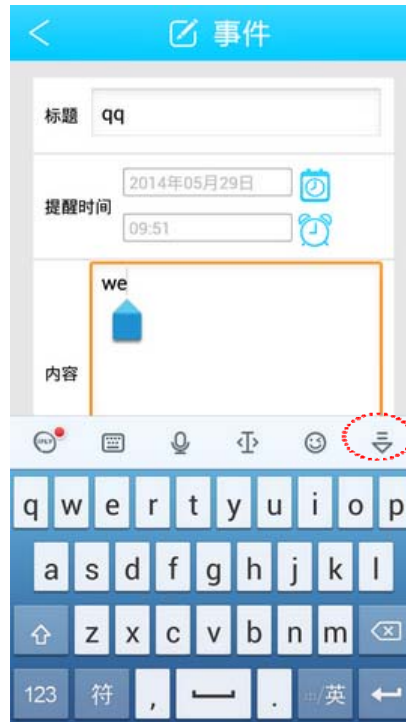 事件
标题 qq
2014年05月29日
提醒时间
09:51
we
内容
q w e r t y u i o p
a s d f g h j k l
z x c v b n m
123 符 , . 中/英